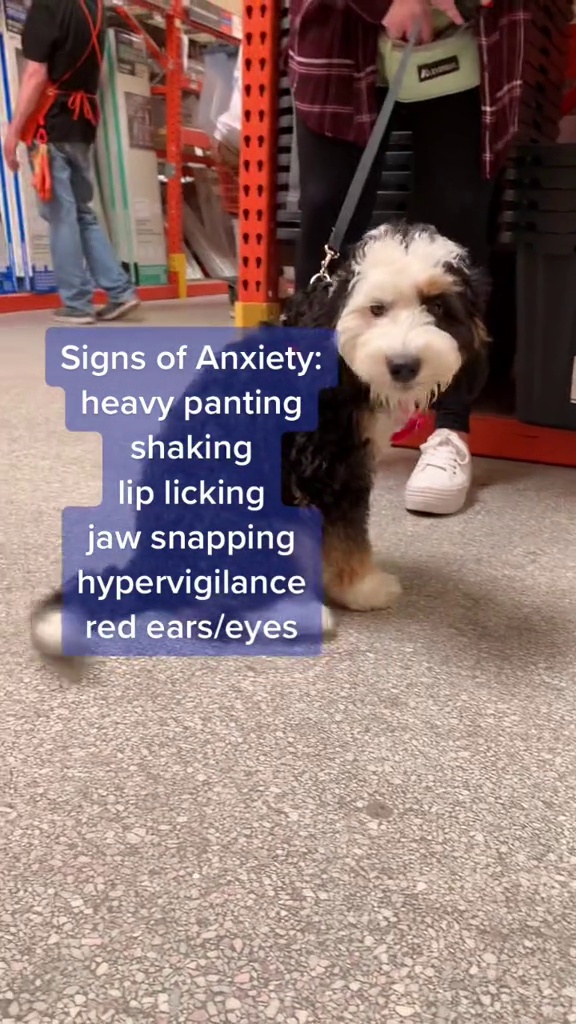 Signs of Anxiety:
heavy panting
shaking
lip licking
jaw snapping
hypervigilance
red ears/eyes